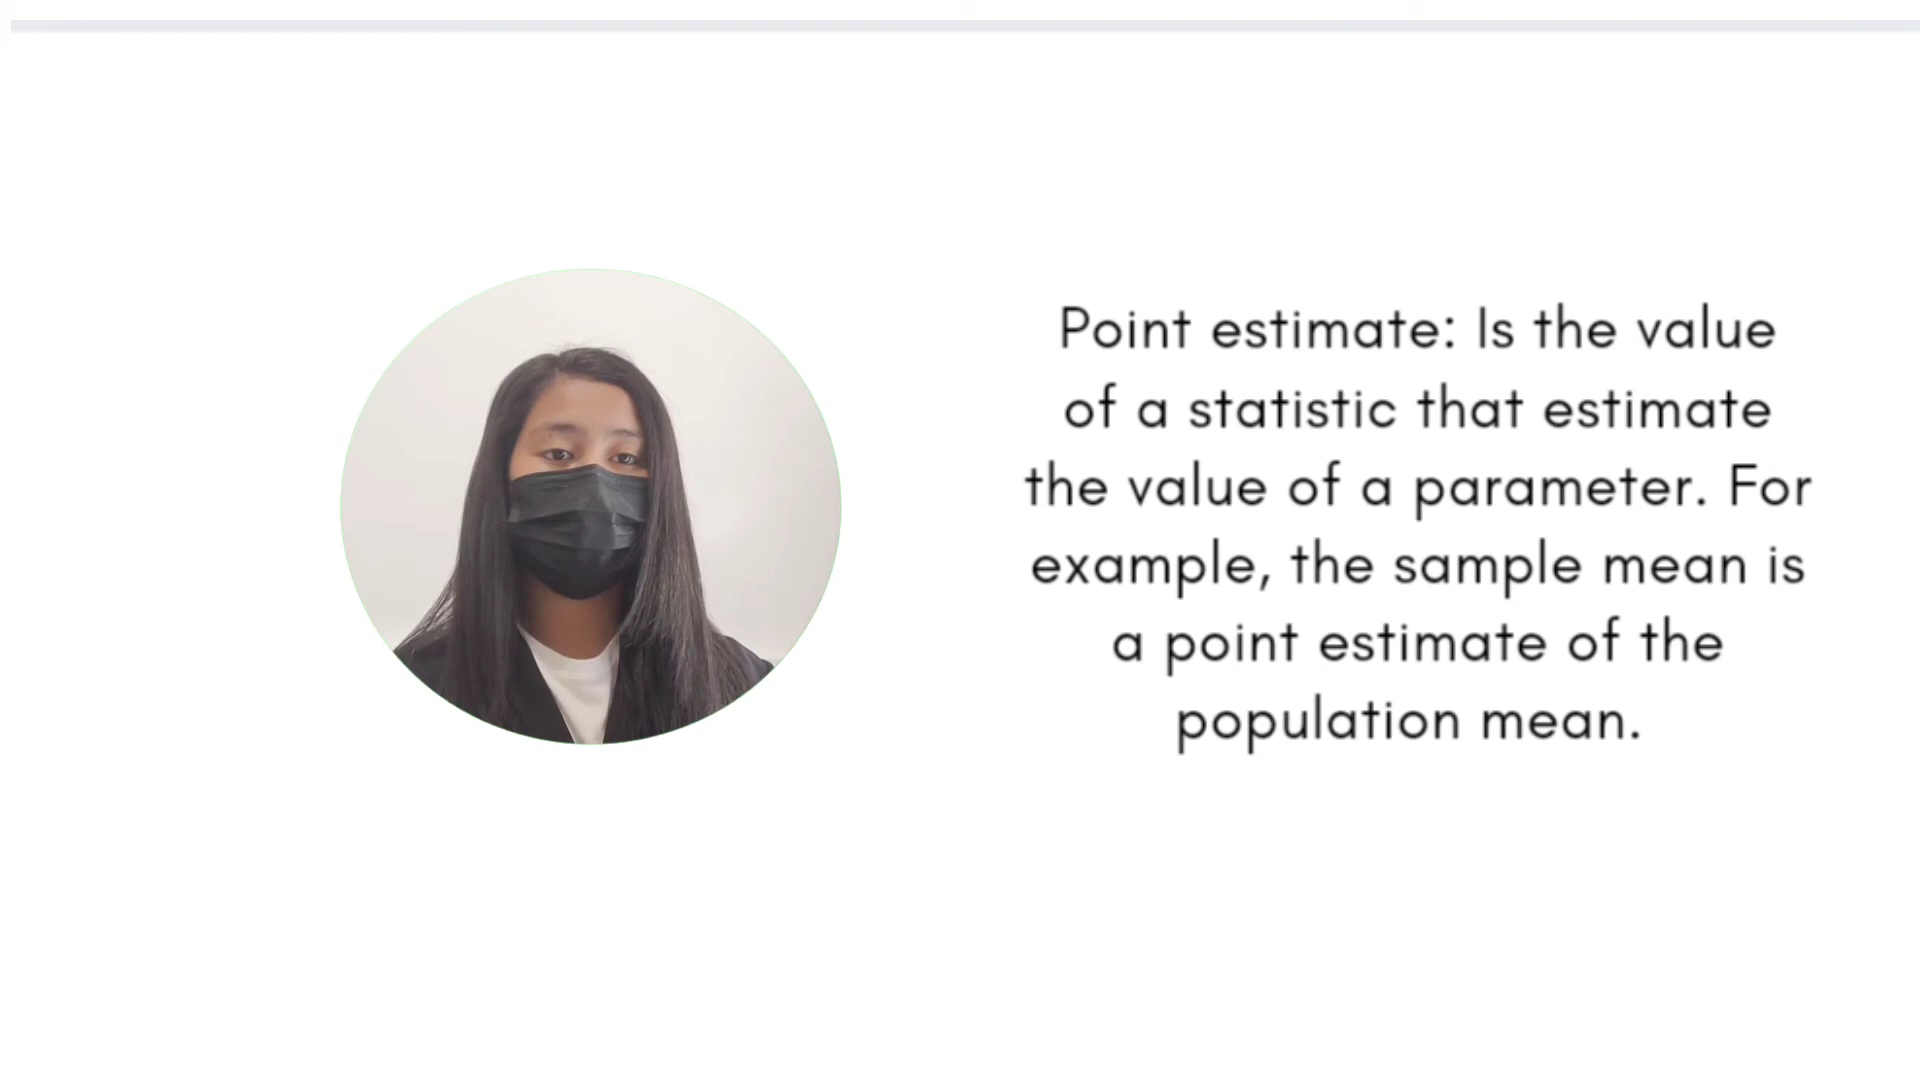 Point estimate: Is the value
of a statistic that estimate
the value of a parameter. For
example, the sample mean is
a point estimate of the
population mean.